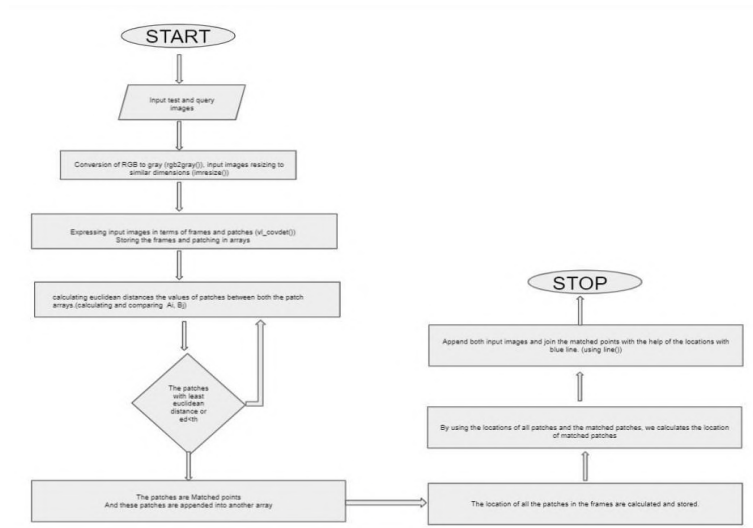 START
Input test and query
images
Conversion of RGB to gray (rgb2gray()), input images resizing to
similar dimensions (imresize())
Expressing input images in terms of frames and patches (vl_covdet())
Storing the frames and patching in arrays
calculating euclidean distances the values of patches between both the patch
arrays.(calculating and comparing Ai, Bj)
The patches
with least
euclidean
distance or
ed<th
The patches are Matched points
And these patches are appended into another array
The location of all the patches in the frames are calculated and stored.
By using the locations of all patches and the matched patches, we calculates the location
of matched patches
Append both input images and join the matched points with the help of the locations with
blue line. (using line())
STOP